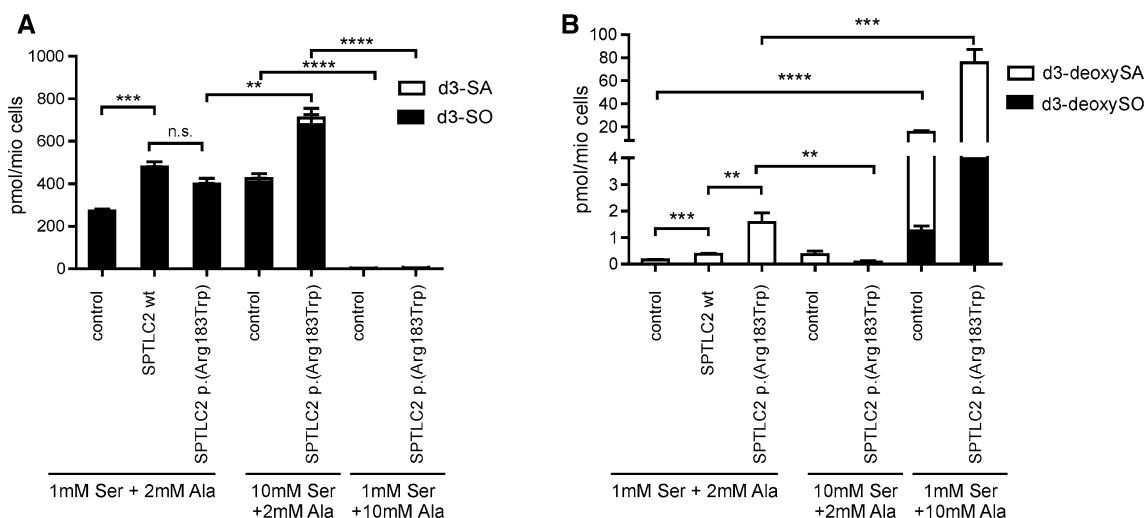 A
pmol/mio cells
1000
800
600
400
200
0
***
n.s.
**
****
****
d3-SA
d3-SO
control
SPTLC2 wt
SPTLC2 p.(Arg183Trp)
control
SPTLC2 p.(Arg183Trp)
control
SPTLC2 p.(Arg183Trp)
1mM Ser + 2mM Ala
10mM Ser
+2mM Ala
1mM Ser
+10mM Ala
B
pmol/mio cells
100
80
60
40
20
4
3
2
1
0
***
**
**
****
***
d3-deoxySA
d3-deoxySO
control
SPTLC2 wt
SPTLC2 p.(Arg183Trp)
control
SPTLC2 p.(Arg183Trp)
control
SPTLC2 p.(Arg183Trp)
1mM Ser + 2mM Ala
10mM Ser
+2mM Ala
1mM Ser
+10mM Ala